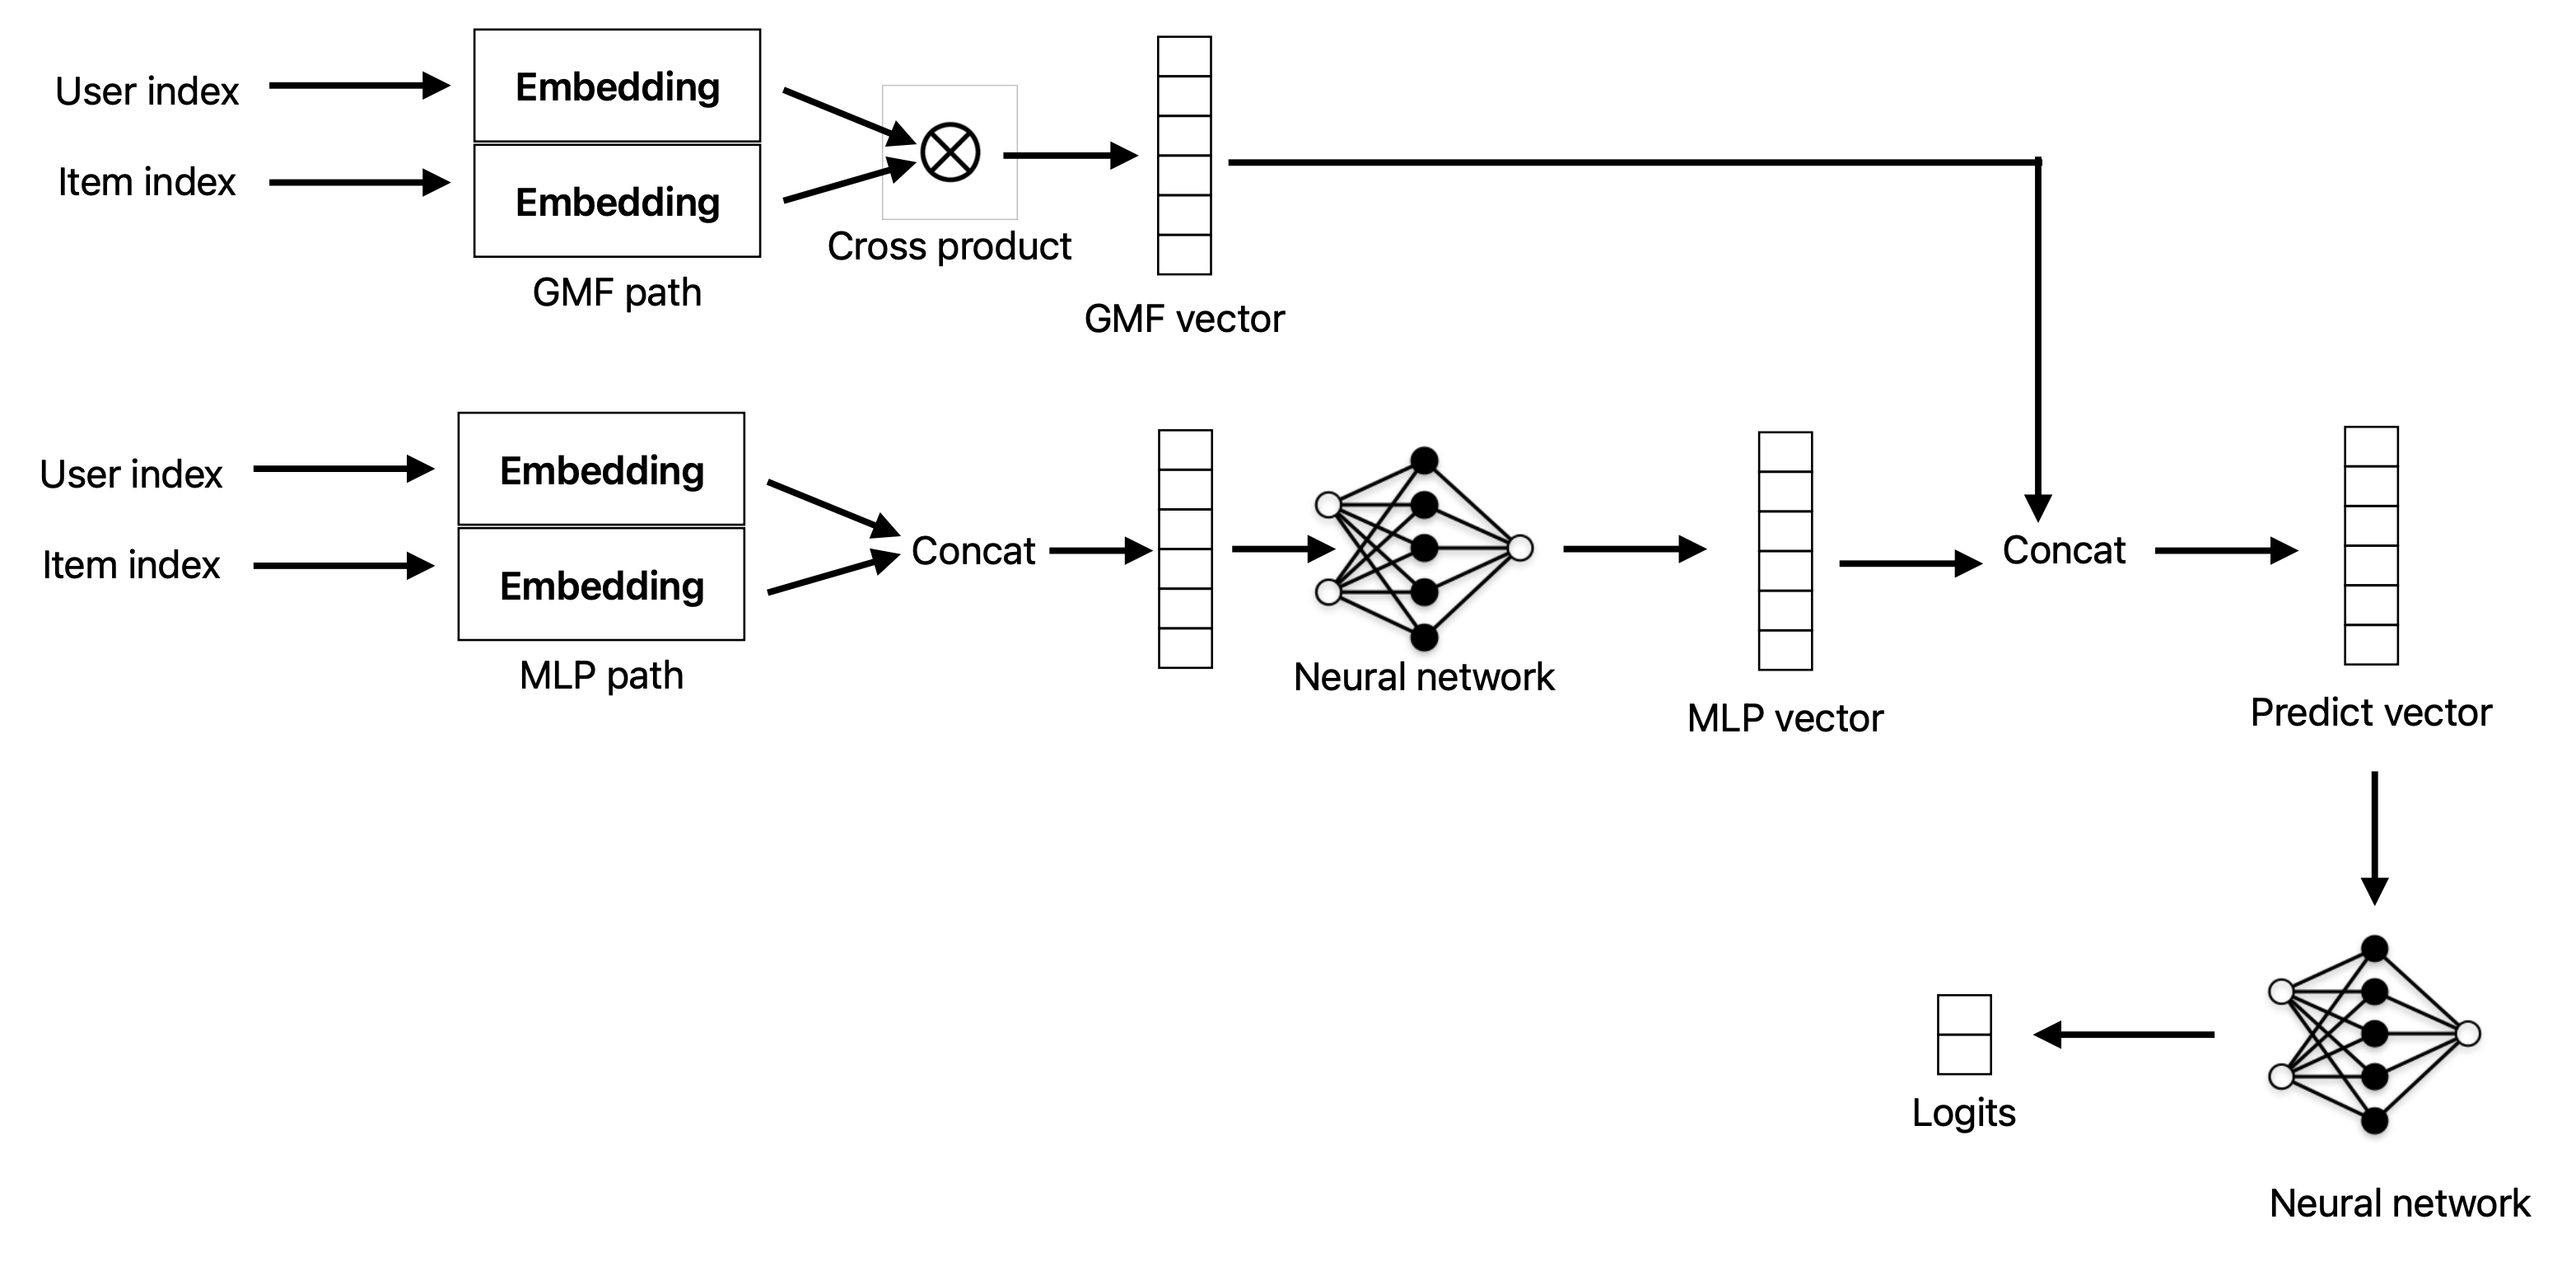 User index
Embedding
Item index
Embedding
Cross product
GMF path
GMF vector
User index
Embedding
Item index
Embedding
Concat
MLP path
Neural network
MLP vector
Concat
Predict vector
Logits
Neural network